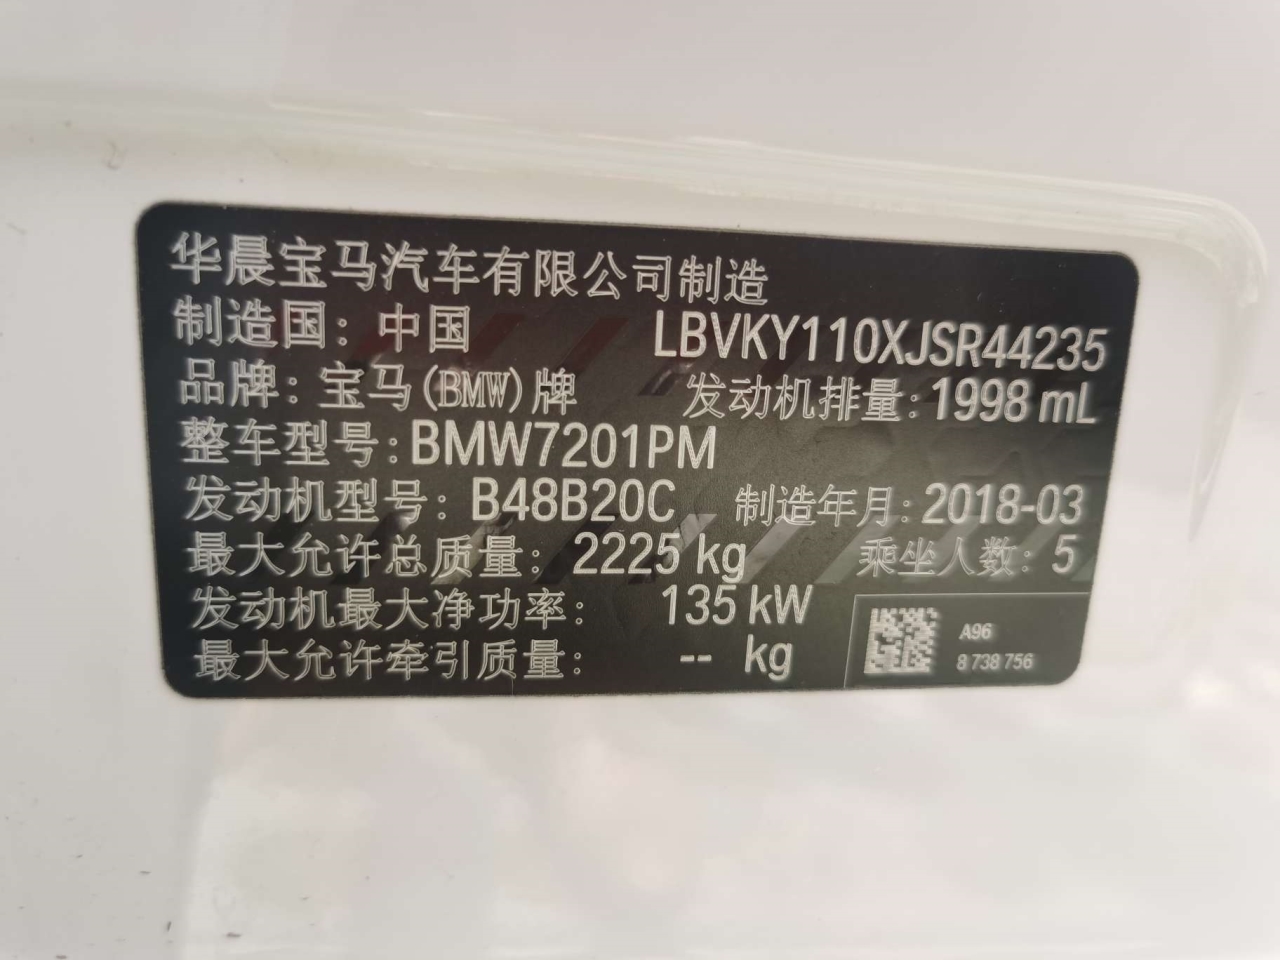 华晨宝马汽车有限公司制造
制造国：中国 LBVKY110XJSR44235
品牌：宝马(BMW)牌 发动机排量：1998 mL
整车型号：BMW7201PM
发动机型号：B48B20C 制造年月：2018-03
最大允许总质量：2225 kg 乘坐人数：5
发动机最大净功率：135 kW
最大允许牵引质量：-- kg
A96
8 738 756